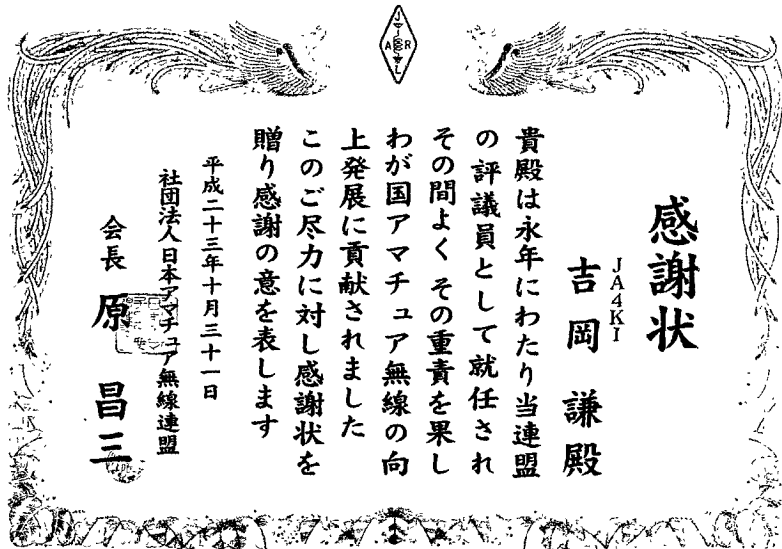 JARL
感謝状
JA4KI
吉岡 謙殿
貴殿は永年にわたり当連盟
の評議員として就任され
その間よく その重責を果し
わが国アマチュア無線の向
上発展に貢献されました
このご尽力に対し感謝状を
贈り感謝の意を表します
平成二十三年十月三十一日
社団法人日本アマチュア無線連盟
会長 原 昌三